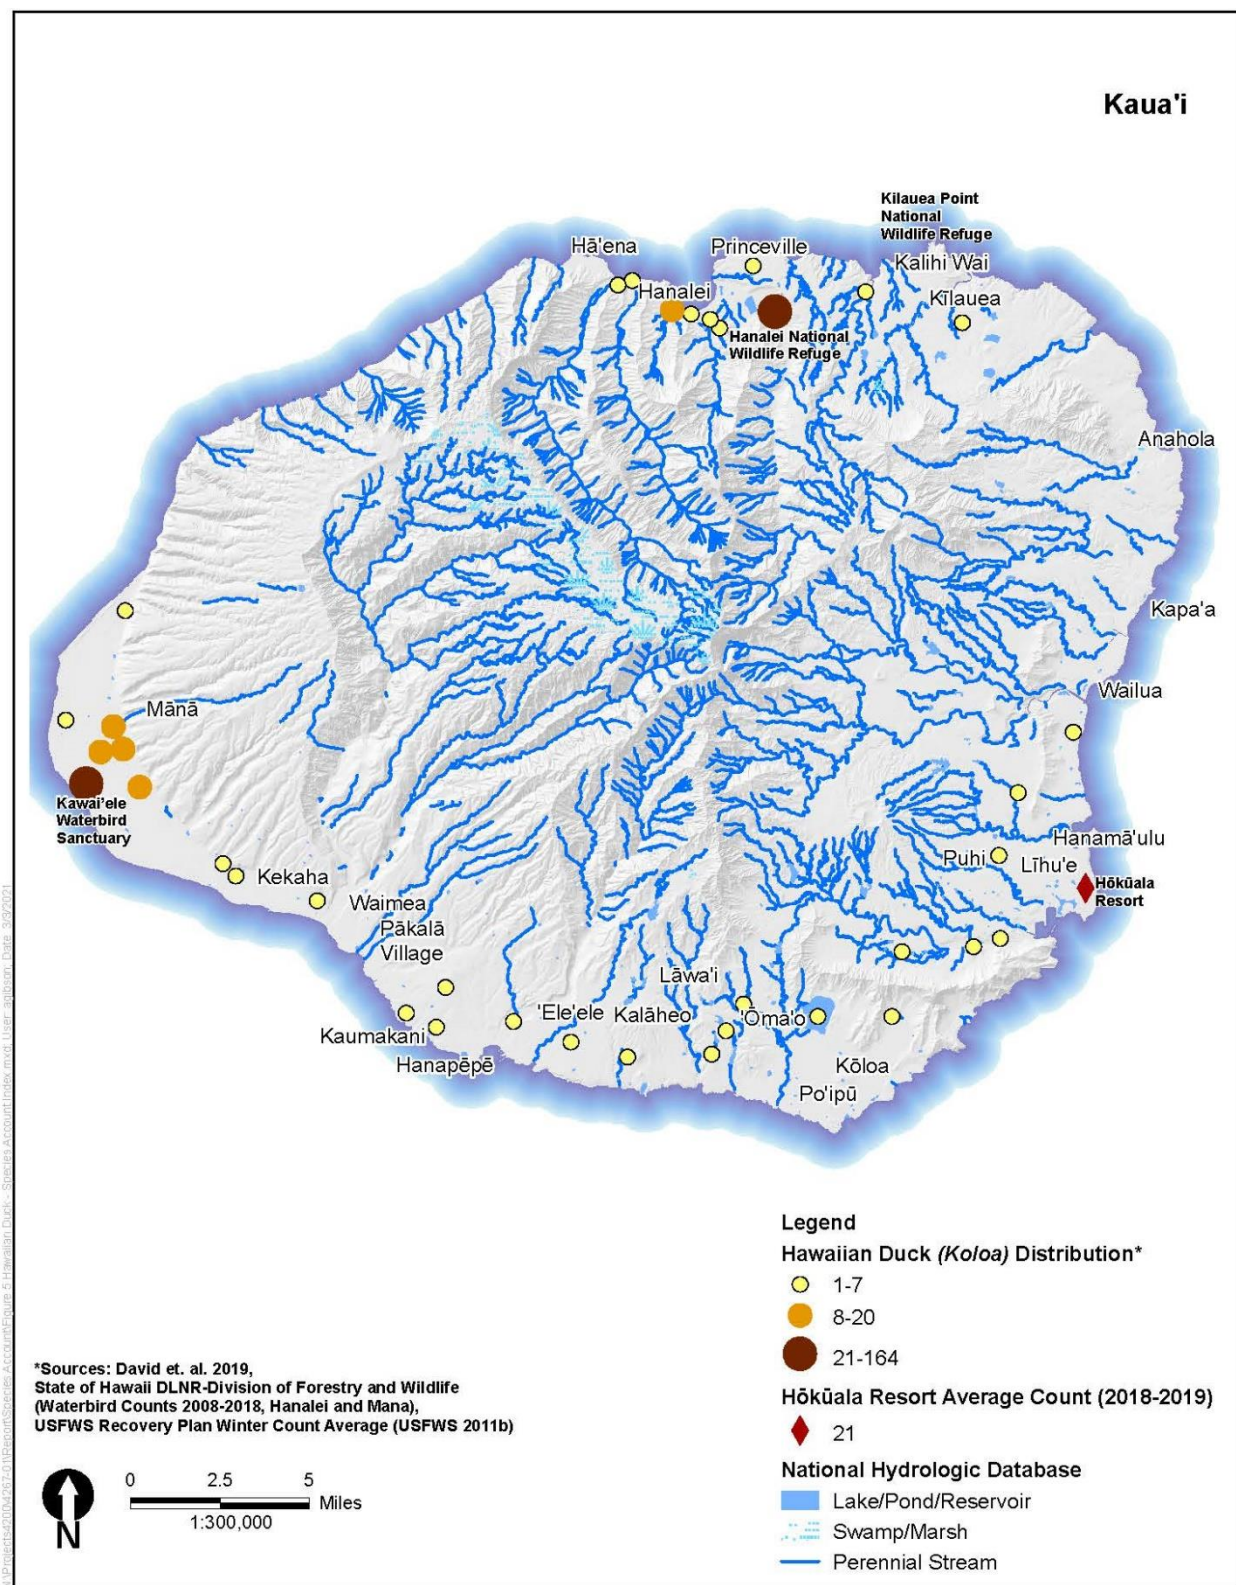 Kaua'i
Kilauea Point
National
Wildlife Refuge
Hā'ena
Princeville
Kalihi Wai
Hanalei
Kīlauea
Hanalei National
Wildlife Refuge
Anahola
Kapa'a
Wailua
Mānā
Kawai'ele
Waterbird
Sanctuary
Hanamā'ulu
Puhi
Līhu'e
Hōkūala
Resort
Kekaha
Waimea
Pākalā
Village
Lāwa'i
'Ele'ele
Kalāheo
'Ōma'o
Kaumakani
Hanapēpē
Kōloa
Po'ipū
Legend
Hawaiian Duck (Koloa) Distribution*
1-7
8-20
21-164
Hōkūala Resort Average Count (2018-2019)
21
National Hydrologic Database
Lake/Pond/Reservoir
Swamp/Marsh
Perennial Stream
*Sources: David et. al. 2019,
State of Hawaii DLNR-Division of Forestry and Wildlife
(Waterbird Counts 2008-2018, Hanalei and Mana),
USFWS Recovery Plan Winter Count Average (USFWS 2011b)
N
0 2.5 5
Miles
1:300,000